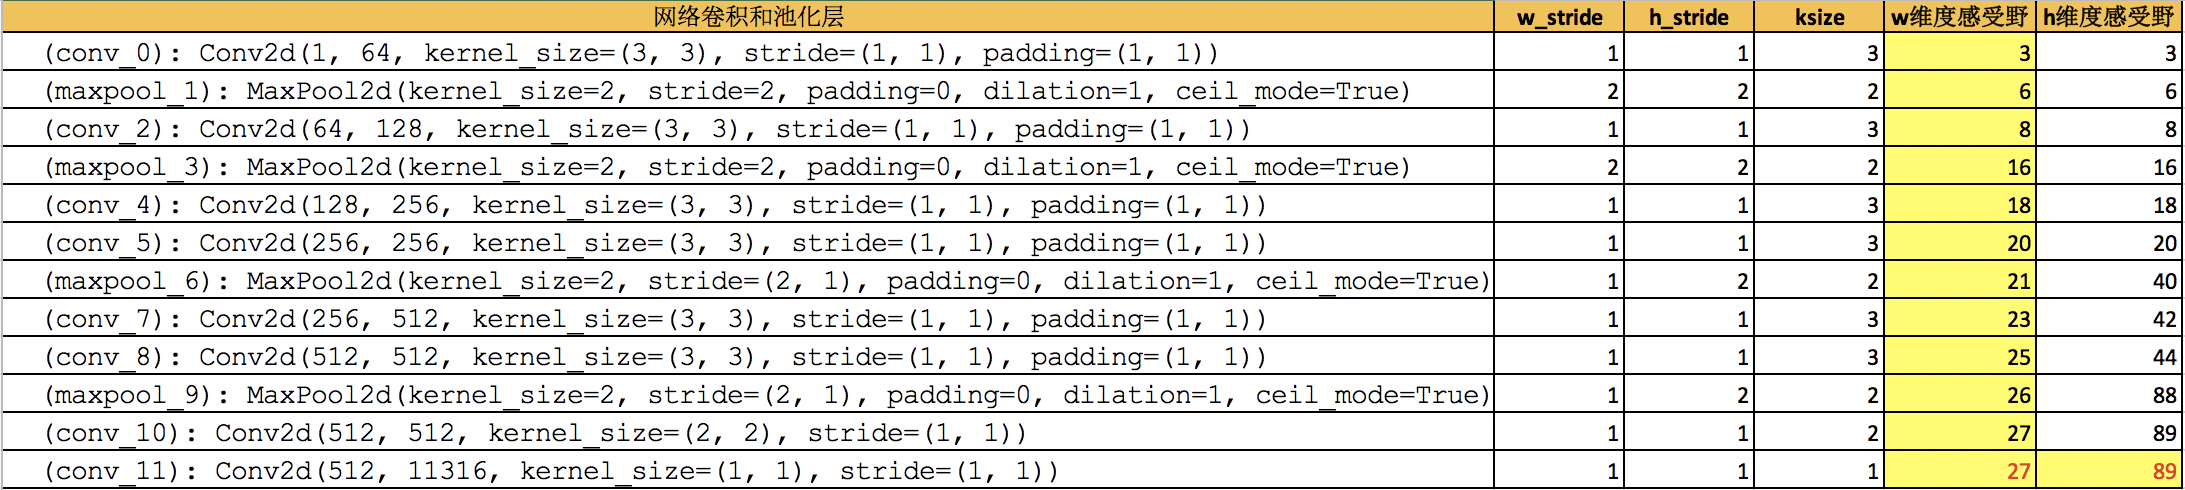 网络卷积和池化层 w_stride h_stride ksize w维度感受野 h维度感受野
(conv_0): Conv2d(1, 64, kernel_size=(3, 3), stride=(1, 1), padding=(1, 1)) 1 1 3 3 3
(maxpool_1): MaxPool2d(kernel_size=2, stride=2, padding=0, dilation=1, ceil_mode=True) 2 2 2 6 6
(conv_2): Conv2d(64, 128, kernel_size=(3, 3), stride=(1, 1), padding=(1, 1)) 1 1 3 8 8
(maxpool_3): MaxPool2d(kernel_size=2, stride=2, padding=0, dilation=1, ceil_mode=True) 2 2 2 16 16
(conv_4): Conv2d(128, 256, kernel_size=(3, 3), stride=(1, 1), padding=(1, 1)) 1 1 3 18 18
(conv_5): Conv2d(256, 256, kernel_size=(3, 3), stride=(1, 1), padding=(1, 1)) 1 1 3 20 20
(maxpool_6): MaxPool2d(kernel_size=2, stride=(2, 1), padding=0, dilation=1, ceil_mode=True) 1 2 2 21 40
(conv_7): Conv2d(256, 512, kernel_size=(3, 3), stride=(1, 1), padding=(1, 1)) 1 1 3 23 42
(conv_8): Conv2d(512, 512, kernel_size=(3, 3), stride=(1, 1), padding=(1, 1)) 1 1 3 25 44
(maxpool_9): MaxPool2d(kernel_size=2, stride=(2, 1), padding=0, dilation=1, ceil_mode=True) 1 2 2 26 88
(conv_10): Conv2d(512, 512, kernel_size=(2, 2), stride=(1, 1)) 1 1 2 27 89
(conv_11): Conv2d(512, 11316, kernel_size=(1, 1), stride=(1, 1)) 1 1 1 27 89